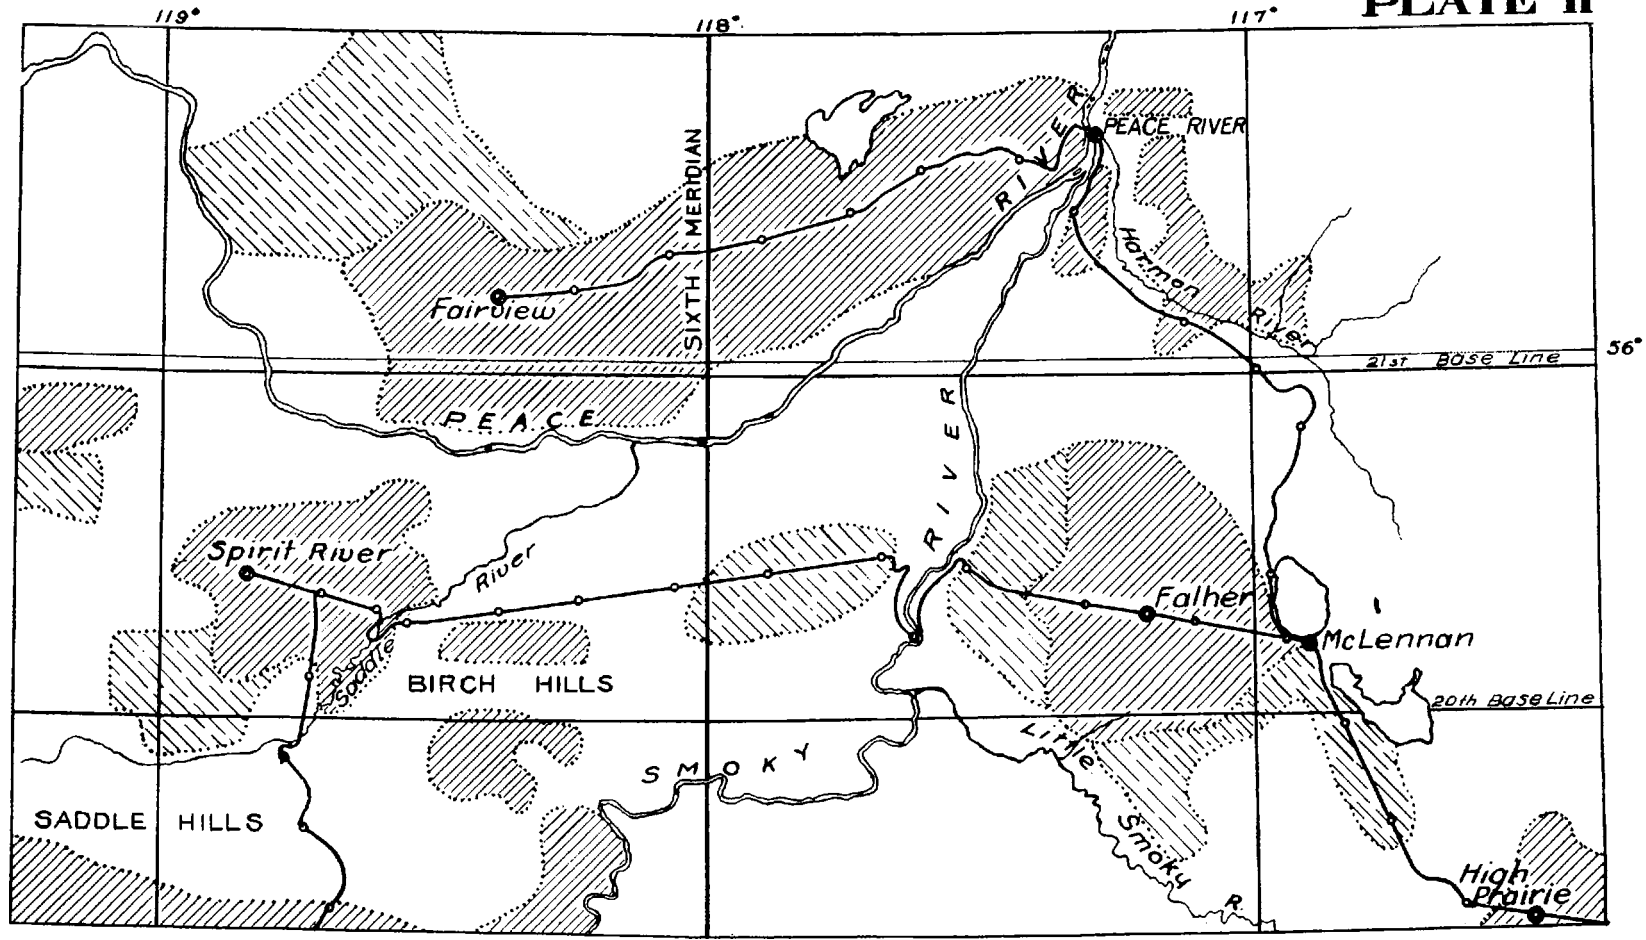 PLATE II
119°
118°
117°
PEACE RIVER
RIVER
SIXTH MERIDIAN
Harmon River
Fairview
56°
21st Base Line
PEACE
RIVER
Spirit River
River
Falher
McLennan
Saddle
BIRCH HILLS
20th Base Line
Little
SMOKY
SADDLE HILLS
Smoky
High
Prairie
R.